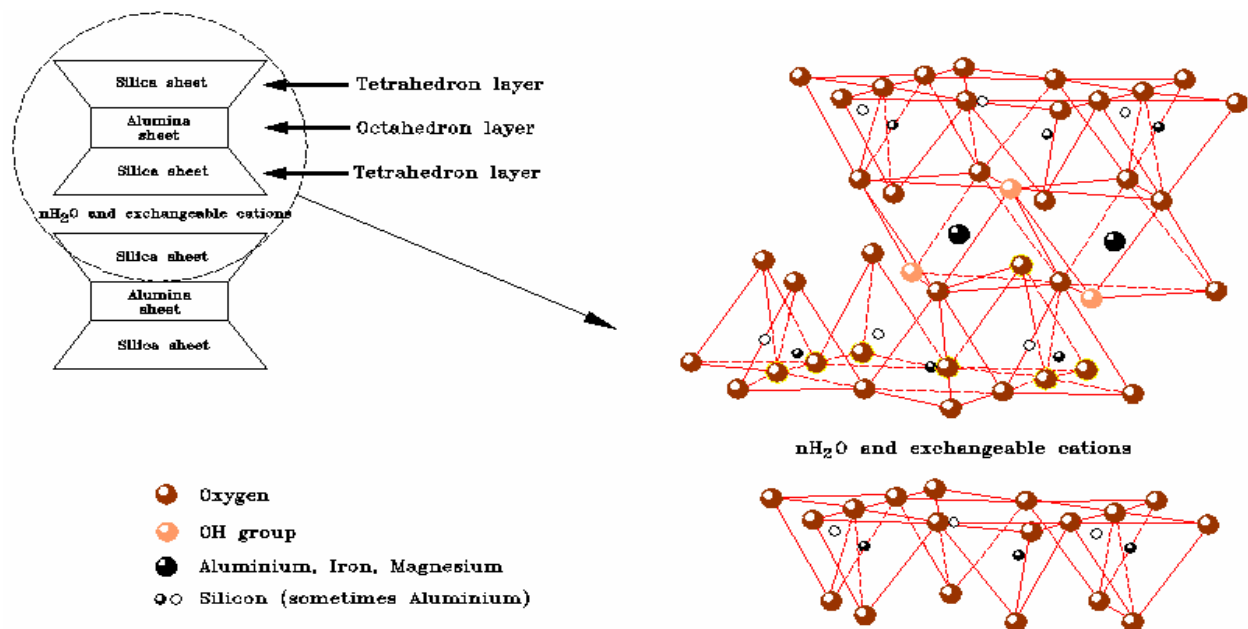 Silica sheet
Tetrahedron layer
Alumina
sheet
Octahedron layer
Silica sheet
Tetrahedron layer
nH₂O and exchangeable cations
Silica sheet
Alumina
sheet
Silica sheet
nH₂O and exchangeable cations
Oxygen
OH group
Aluminium, Iron, Magnesium
Silicon (sometimes Aluminium)